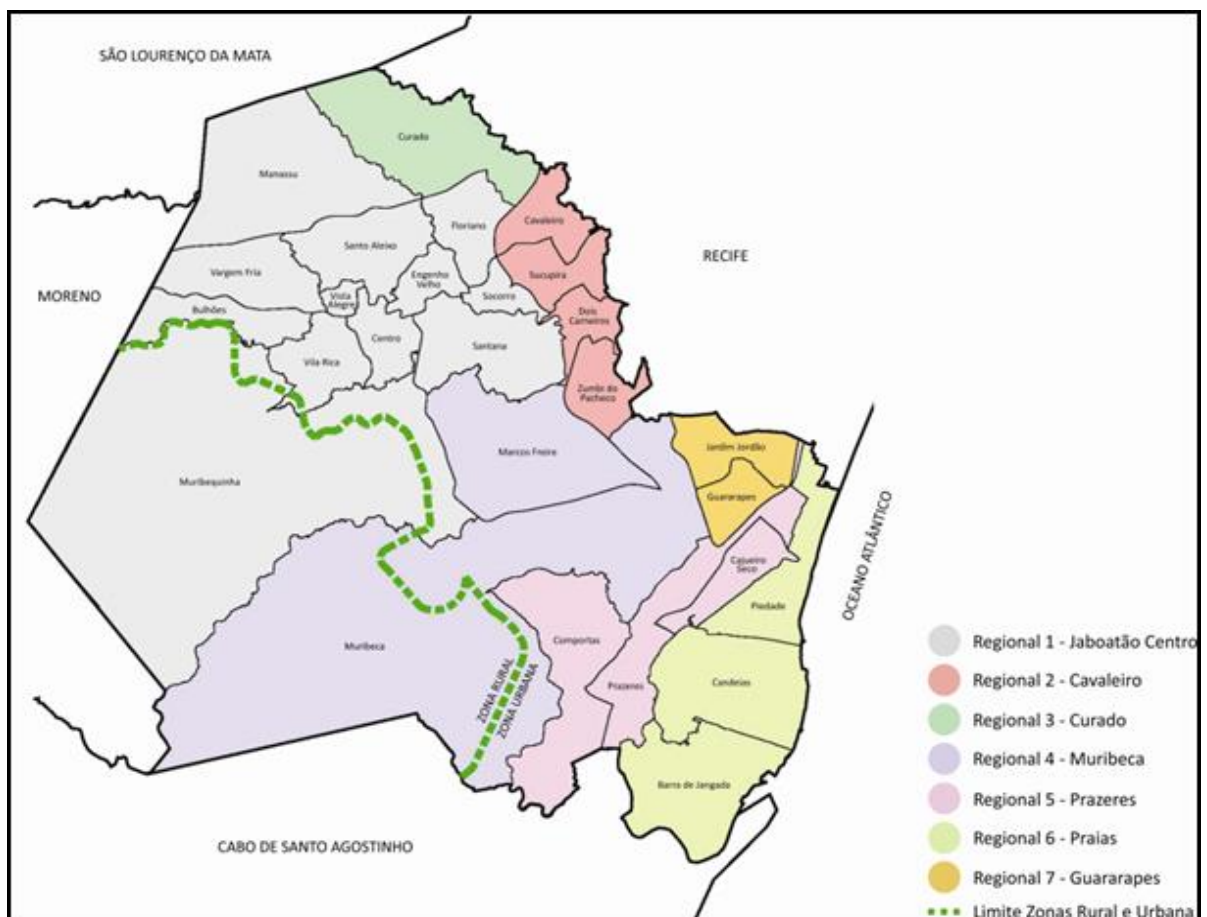 SÃO LOURENÇO DA MATA
Curado
Manassu
Floriano
Cavaleiro
Santo Aleixo
RECIFE
Vargem Fria
Engenho
Velho
Sucupira
MORENO
Vista
Alegre
Socorro
Bulhões
Dois
Carneiros
Centro
Santana
Vila Rica
Zumbi do
Pacheco
Jardim Jordão
Marcos Freire
Muribequinha
Guararapes
OCEANO ATLÂNTICO
Cajueiro
Seco
Piedade
Comportas
Muribeca
ZONA RURAL
ZONA URBANA
Prazeres
Candeias
Barra de Jangada
CABO DE SANTO AGOSTINHO
Regional 1 - Jaboatão Centro
Regional 2 - Cavaleiro
Regional 3 - Curado
Regional 4 - Muribeca
Regional 5 - Prazeres
Regional 6 - Praias
Regional 7 - Guararapes
Limite Zonas Rural e Urbana